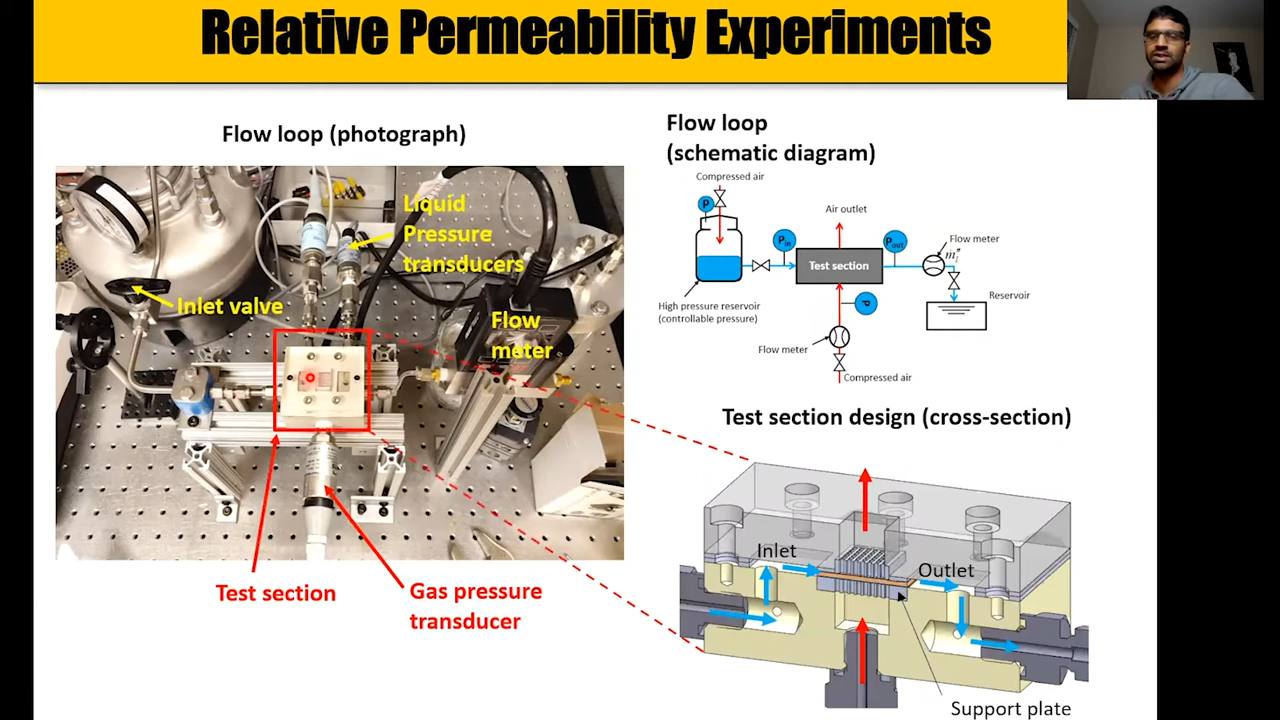 Relative Permeability Experiments
Flow loop (photograph)
Liquid
Pressure
transducers
Inlet valve
Flow
meter
Test section
Gas pressure
transducer
Flow loop
(schematic diagram)
Compressed air
P
Air outlet
Pin
Pout
Flow meter
Test section
High pressure reservoir
(controllable pressure)
Reservoir
P
Flow meter
Compressed air
Test section design (cross-section)
Inlet
Outlet
Support plate